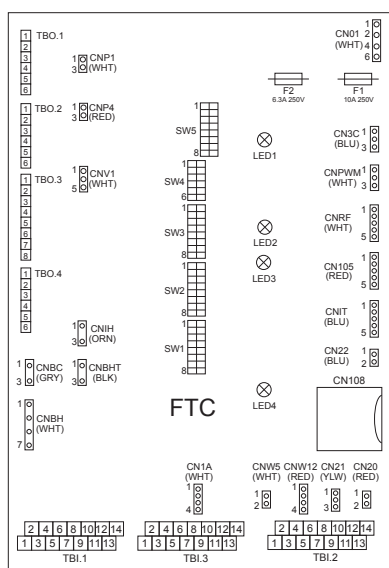 TBO.1
1
2
3
4
5
6
CNP1
(WHT)
1
3
CN01
(WHT)
1
2
4
6
F2
6.3A 250V
F1
10A 250V
TBO.2
1
2
3
4
5
6
CNP4
(RED)
1
3
SW5
1
8
LED1
CN3C
(BLU)
1
3
TBO.3
1
2
3
4
5
6
7
8
CNV1
(WHT)
1
5
SW4
1
6
CNPWM
(WHT)
1
3
SW3
1
8
LED2
CNRF
(WHT)
1
5
TBO.4
1
2
3
4
5
6
SW2
1
8
LED3
CN105
(RED)
1
5
CNIH
(ORN)
1
3
SW1
1
8
CNIT
(BLU)
1
5
CNBC
(GRY)
1
3
CNBHT
(BLK)
1
3
CN22
(BLU)
1
2
CNBH
(WHT)
1
7
FTC
LED4
CN108
CN1A
(WHT)
1
4
CNW5
(WHT)
1
2
CNW12
(RED)
1
4
CN21
(YLW)
1
3
CN20
(RED)
1
2
2 4 6 8 10 12 14
1 3 5 7 9 11 13
TBI.1
2 4 6 8 10 12 14
1 3 5 7 9 11 13
TBI.3
2 4 6 8 10 12 14
1 3 5 7 9 11 13
TBI.2